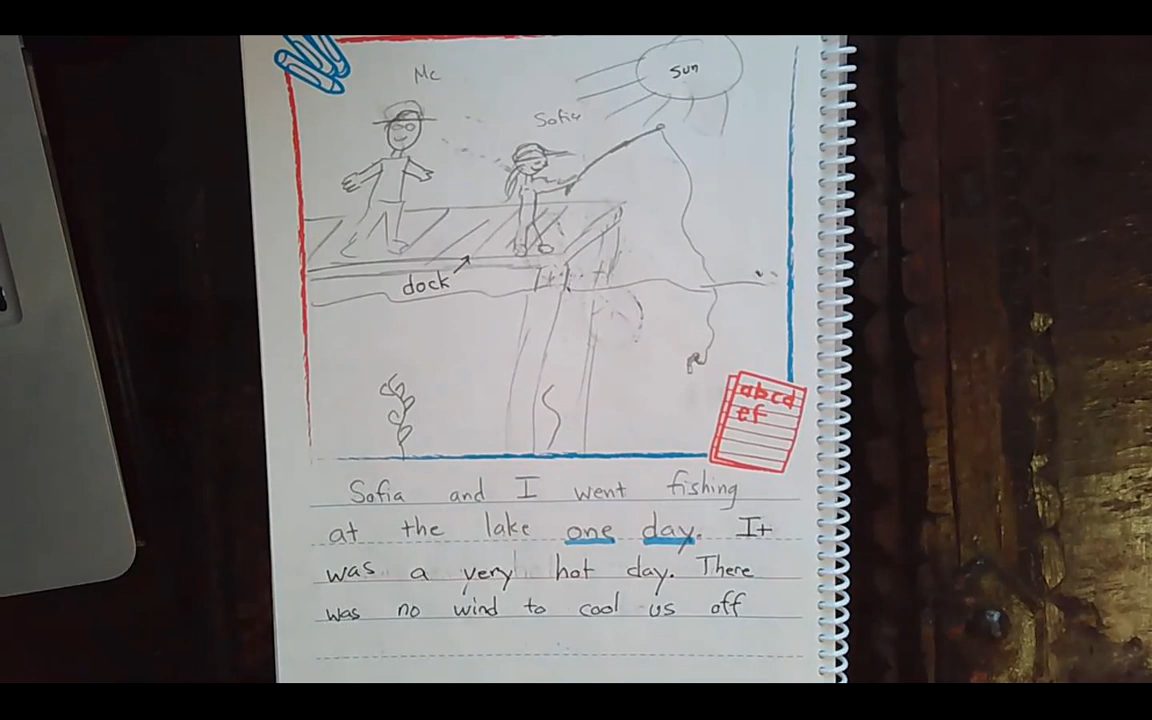 Sun
Me
Sofia
dock
abcd
ef
Sofia and I went fishing
at the lake one day. It
was a very hot day. There
was no wind to cool us off